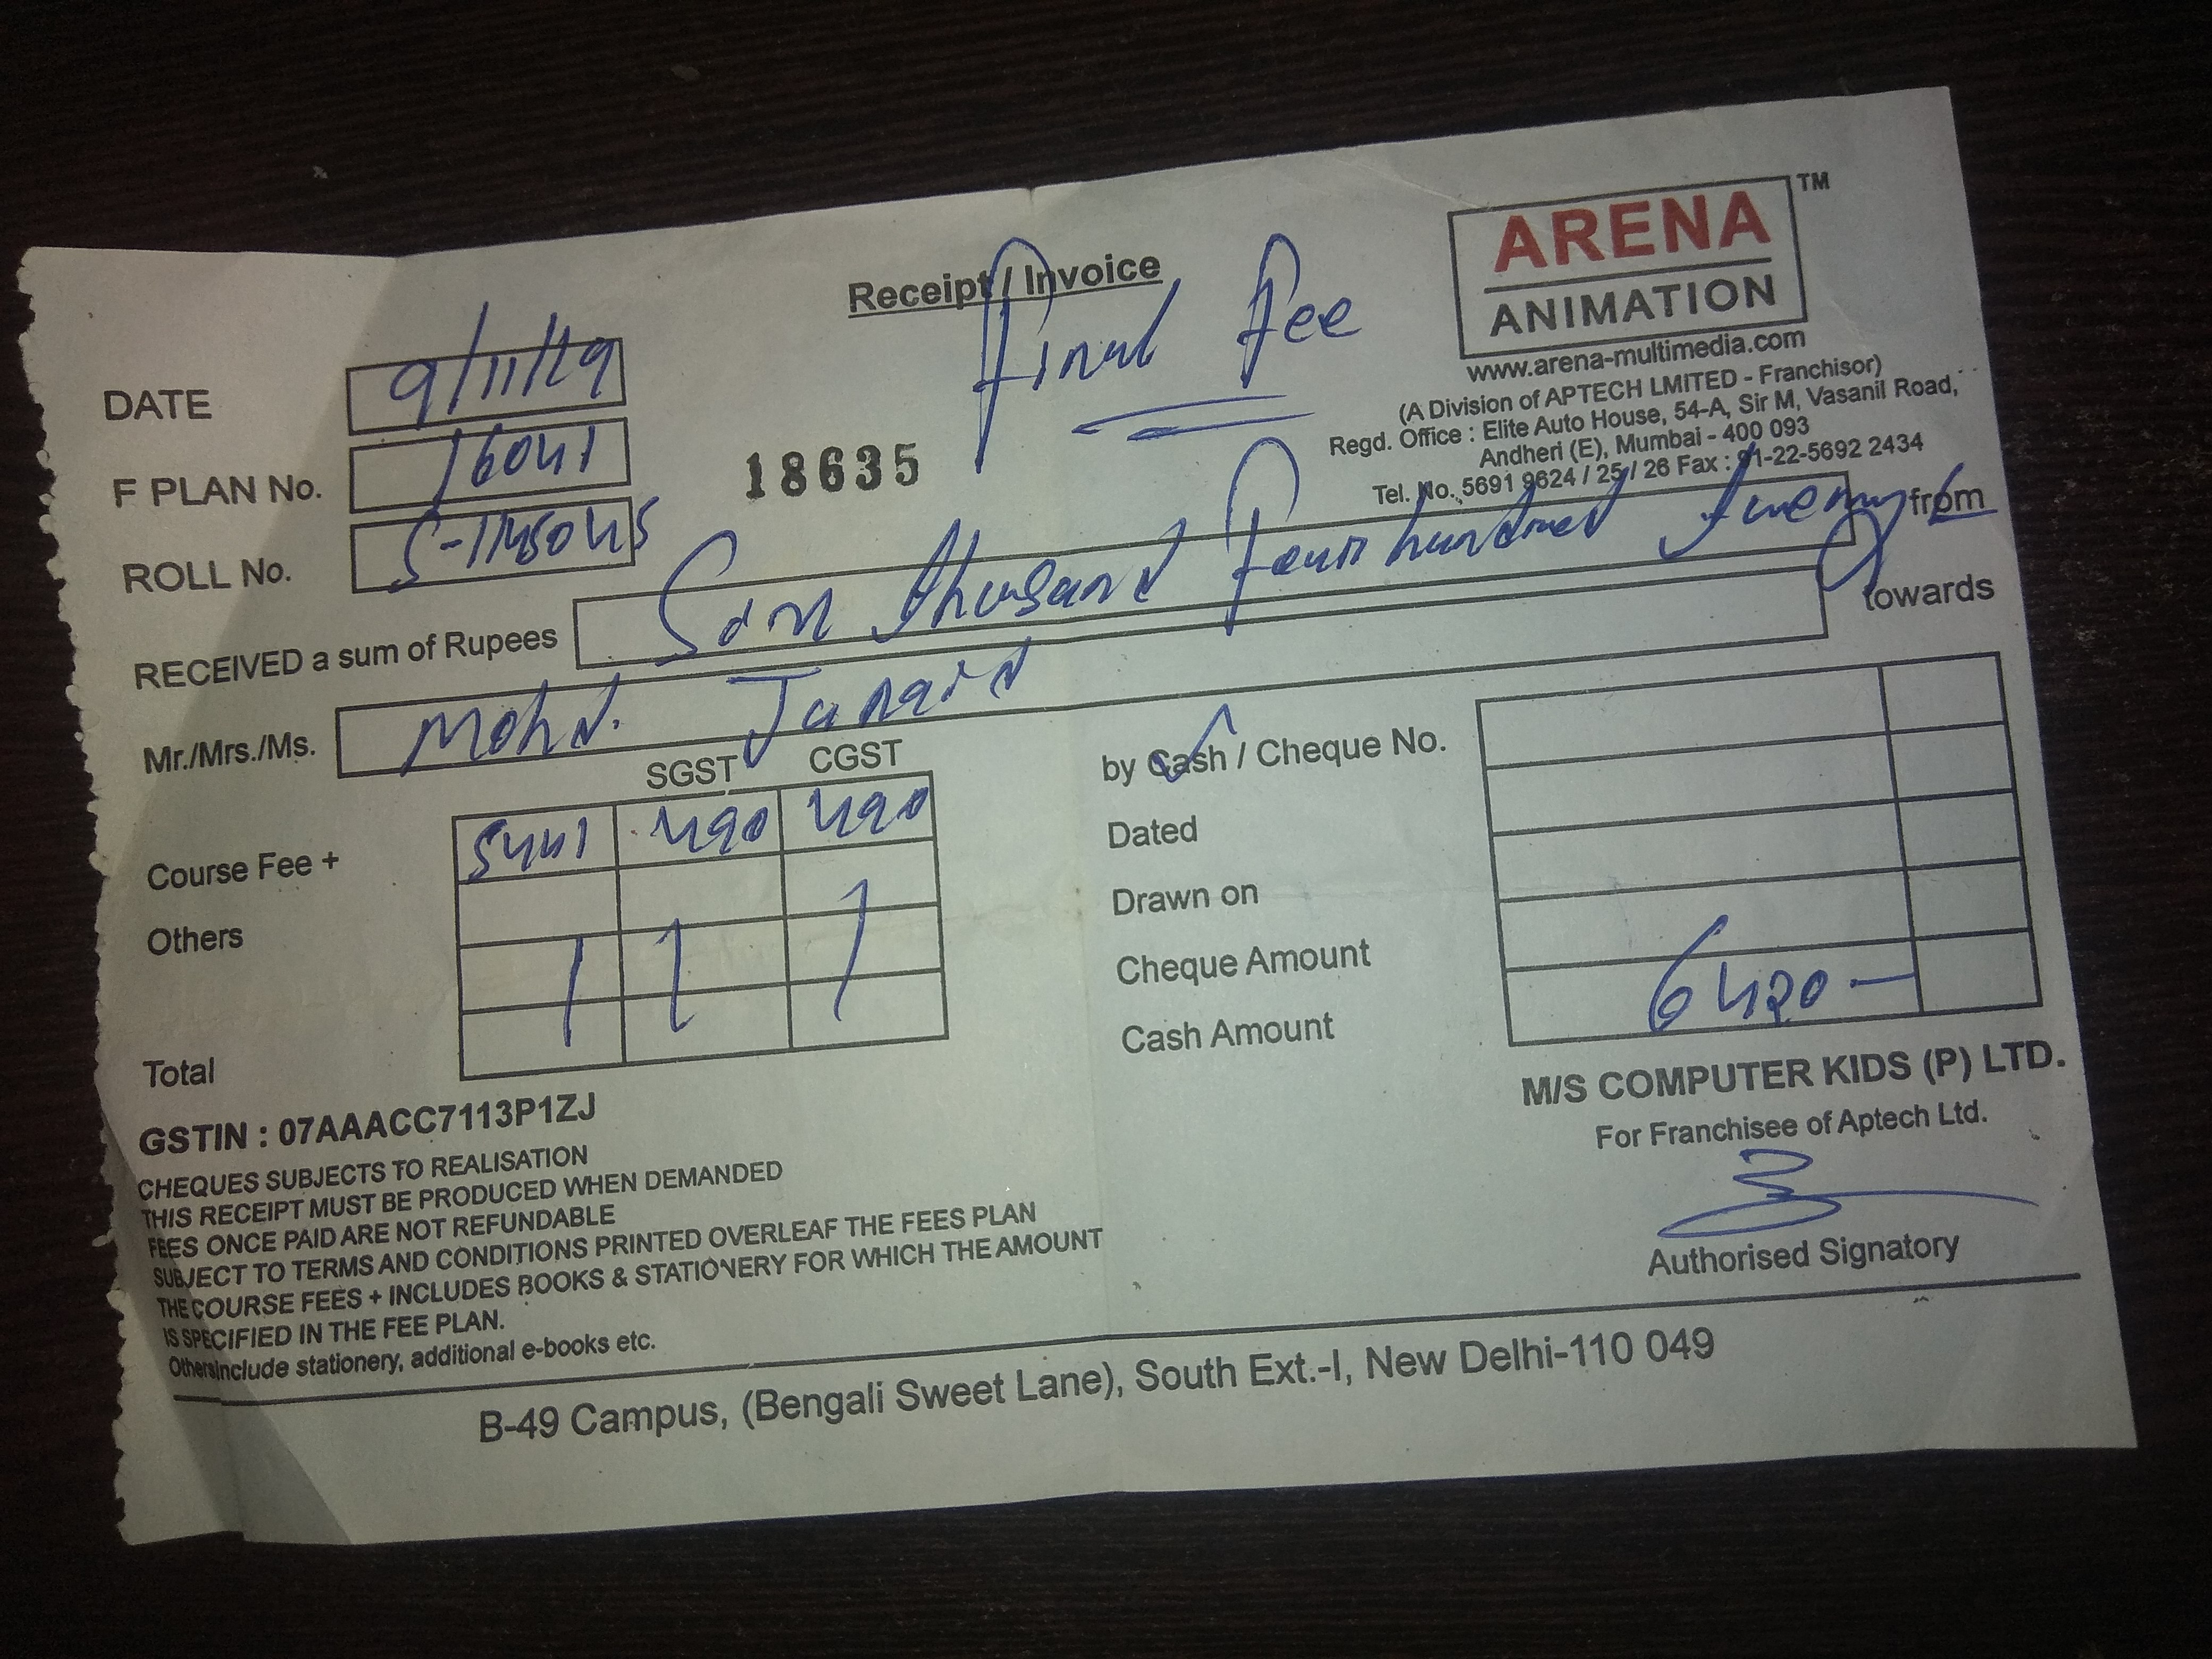 Receipt / Invoice
Final Fee
ARENA TM
ANIMATION
www.arena-multimedia.com
(A Division of APTECH LMITED - Franchisor)
Regd. Office : Elite Auto House, 54-A, Sir M, Vasanil Road,
Andheri (E), Mumbai - 400 093
Tel. No. 5691 9624 / 25 / 26 Fax : 91-22-5692 2434
DATE 9/11/19
F PLAN No. 16041
18635
ROLL No.
RECEIVED a sum of Rupees thusand Four hundred from
towards
Mr./Mrs./Ms. Mohd. Junaid
SGST CGST
Course Fee + 5441 490 490
Others
Total
by Cash / Cheque No.
Dated
Drawn on
Cheque Amount
Cash Amount 6420 —
GSTIN : 07AAACC7113P1ZJ
CHEQUES SUBJECTS TO REALISATION
THIS RECEIPT MUST BE PRODUCED WHEN DEMANDED
FEES ONCE PAID ARE NOT REFUNDABLE
SUBJECT TO TERMS AND CONDITIONS PRINTED OVERLEAF THE FEES PLAN
THE COURSE FEES + INCLUDES BOOKS & STATIONERY FOR WHICH THE AMOUNT
IS SPECIFIED IN THE FEE PLAN.
Others include stationery, additional e-books etc.
M/S COMPUTER KIDS (P) LTD.
For Franchisee of Aptech Ltd.
Authorised Signatory
B-49 Campus, (Bengali Sweet Lane), South Ext.-I, New Delhi-110 049